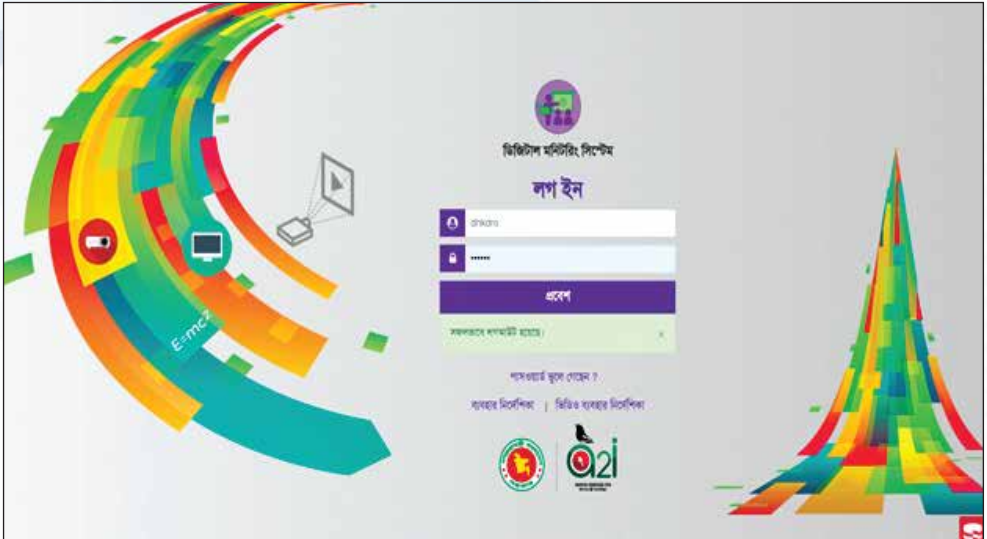 ডিজিটাল মনিটরিং সিস্টেম
লগ ইন
••••••
প্রবেশ
সফলভাবে লগআউট হয়েছে।
x
পাসওয়ার্ড ভুলে গেছেন ?
ব্যবহার নির্দেশিকা | ভিডিও ব্যবহার নির্দেশিকা
E=mc2
a2i